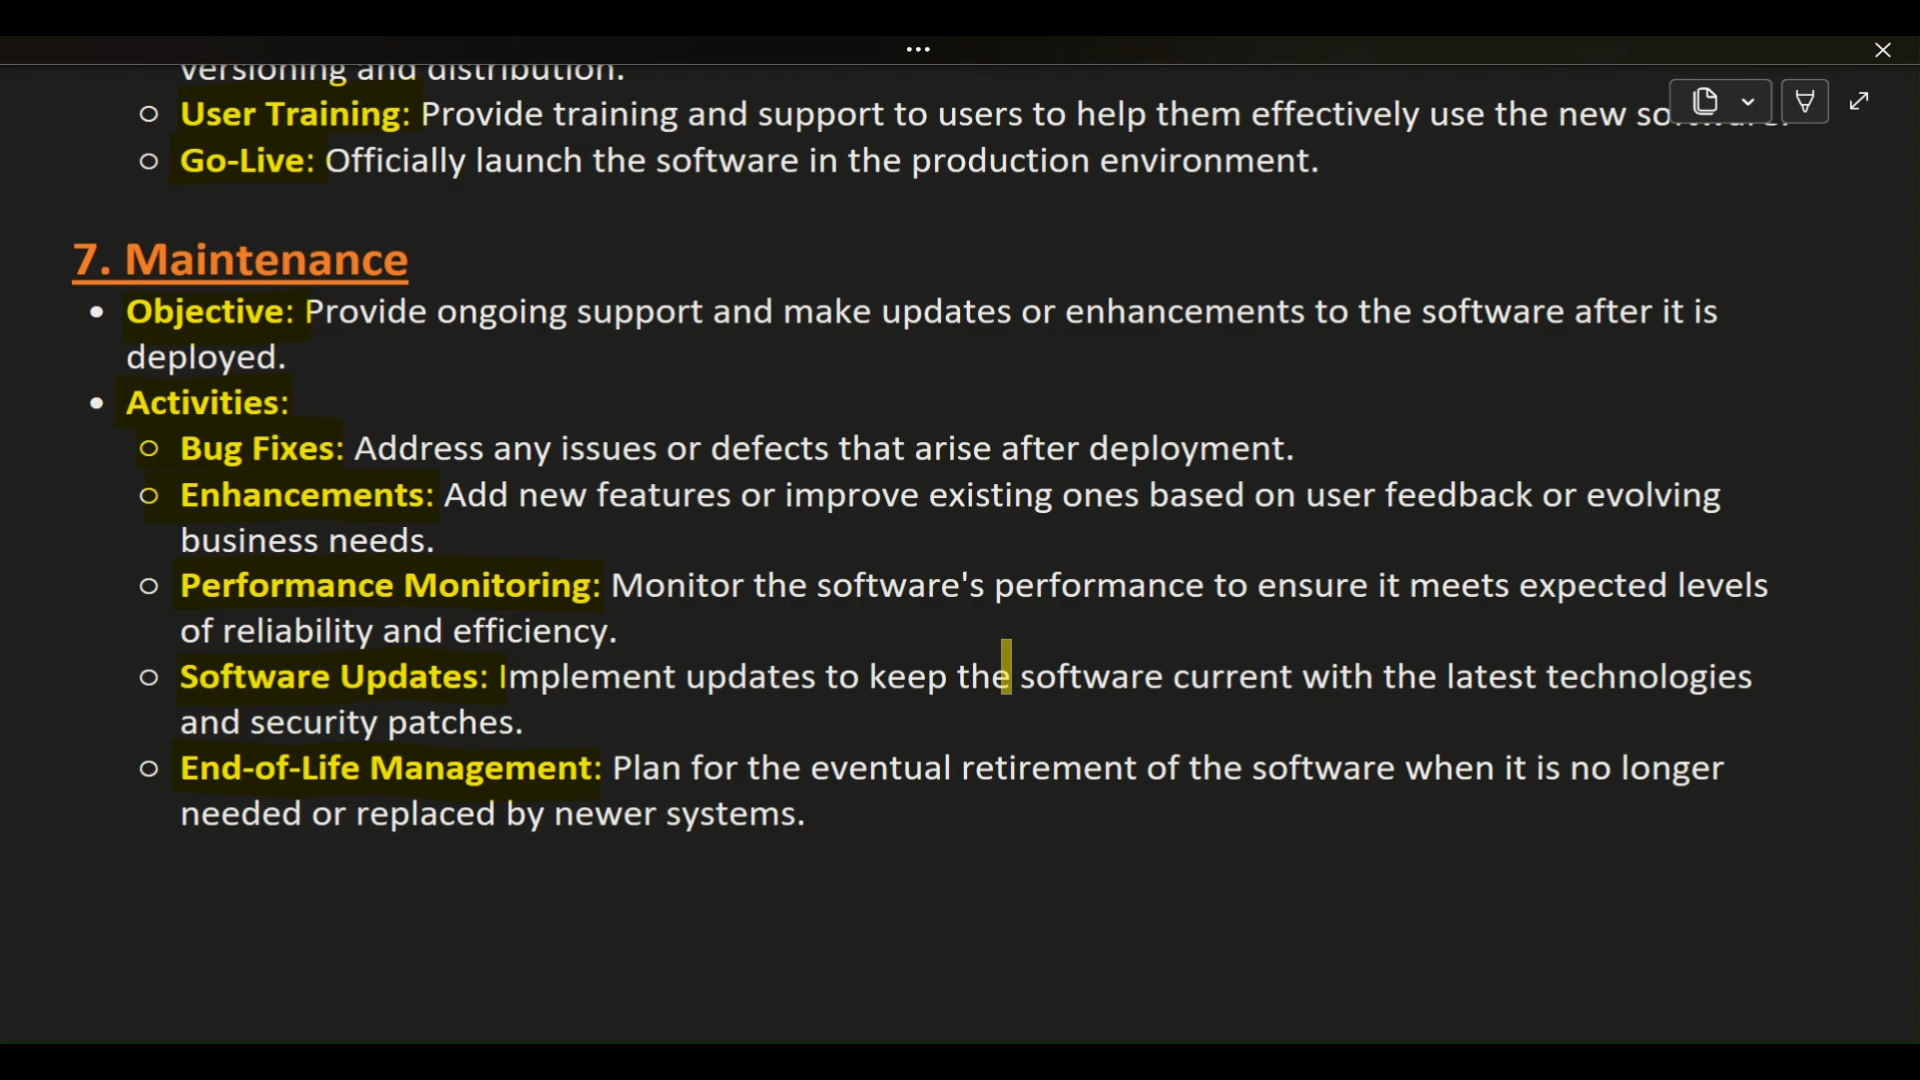 versioning and distribution.
○ User Training: Provide training and support to users to help them effectively use the new software.
○ Go-Live: Officially launch the software in the production environment.
7. Maintenance
• Objective: Provide ongoing support and make updates or enhancements to the software after it is
deployed.
• Activities:
○ Bug Fixes: Address any issues or defects that arise after deployment.
○ Enhancements: Add new features or improve existing ones based on user feedback or evolving
business needs.
○ Performance Monitoring: Monitor the software's performance to ensure it meets expected levels
of reliability and efficiency.
○ Software Updates: Implement updates to keep the software current with the latest technologies
and security patches.
○ End-of-Life Management: Plan for the eventual retirement of the software when it is no longer
needed or replaced by newer systems.